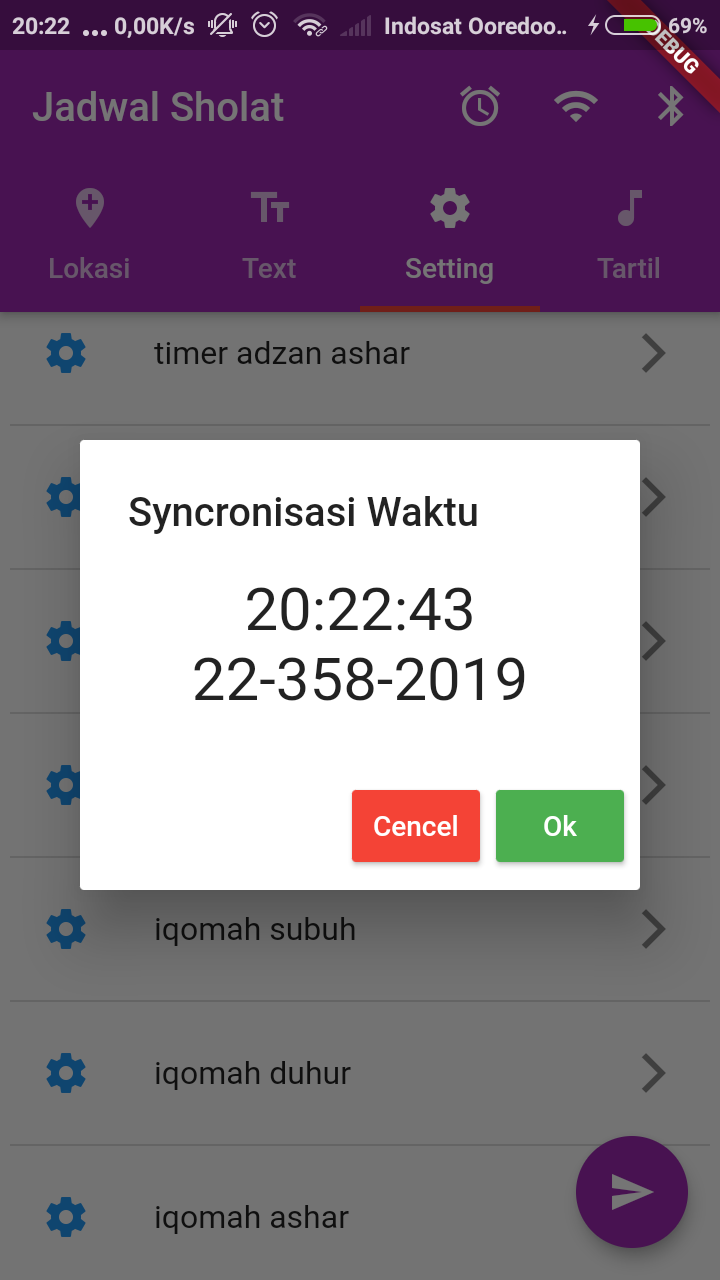 20:22 ... 0,00K/s Indosat Ooredoo.. 69%
DEBUG
Jadwal Sholat
Lokasi Text Setting Tartil
timer adzan ashar
Syncronisasi Waktu
20:22:43
22-358-2019
Cencel Ok
iqomah subuh
iqomah duhur
iqomah ashar